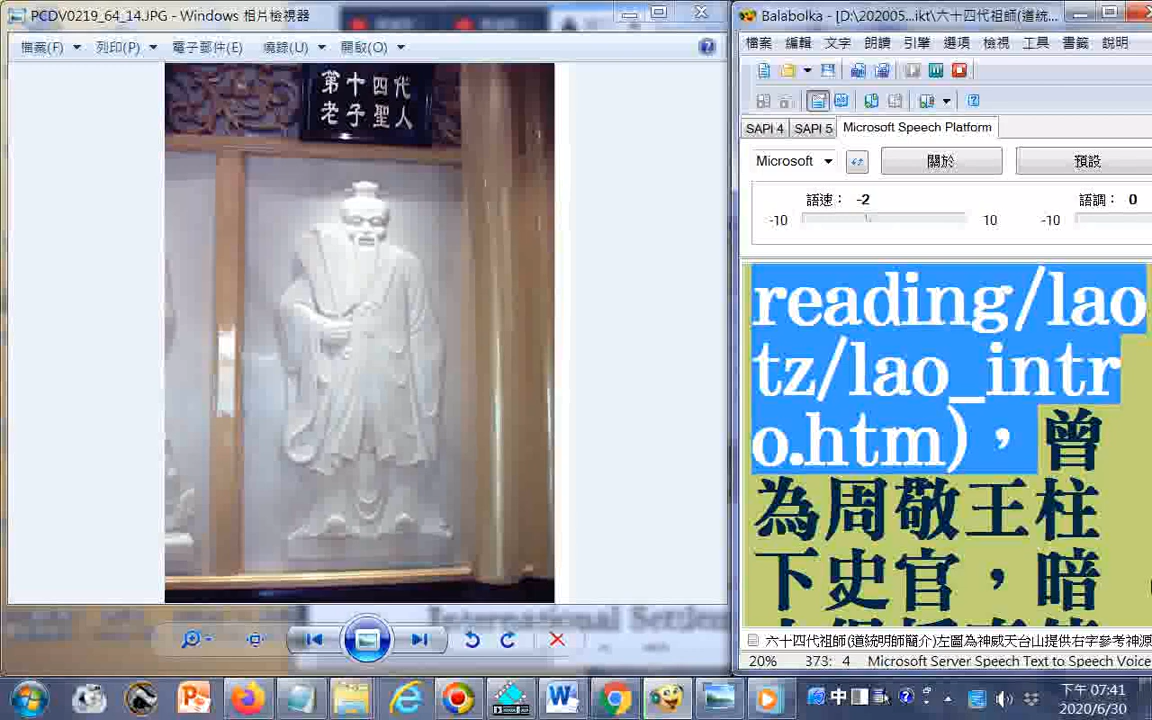 PCDV0219_64_14.JPG - Windows 相片檢視器
檔案(F) 列印(P) 電子郵件(E) 燒錄(U) 開啟(O)
第十四代
老子聖人
Balabolka - [D:\202005...ikt\六十四代祖師(道統...
檔案 編輯 文字 朗讀 引擎 選項 檢視 工具 書籤 說明
SAPI 4 SAPI 5 Microsoft Speech Platform
Microsoft 關於 預設
語速： -2 語調： 0
-10 10 -10
reading/lao
tz/lao_intr
o.htm)，曾
為周敬王柱
下史官，暗
International Settle
六十四代祖師(道統明師簡介)左圖為神威天台山提供右字參考神源
20% 373: 4 Microsoft Server Speech Text to Speech Voice
中
下午 07:41
2020/6/30